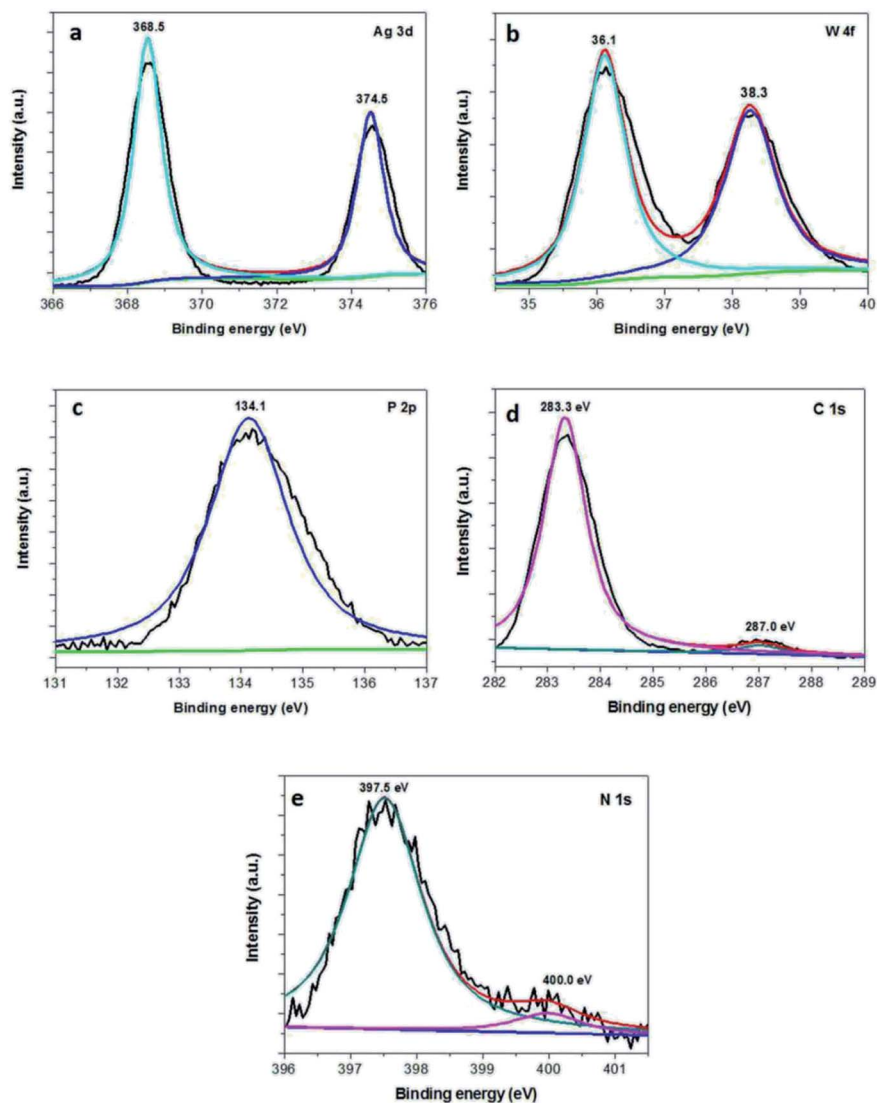 a
368.5
Ag 3d
374.5
Intensity (a.u.)
366 368 370 372 374 376
Binding energy (eV)
b
36.1
W 4f
38.3
Intensity (a.u.)
35 36 37 38 39 40
Binding energy (eV)
c
134.1
P 2p
Intensity (a.u.)
131 132 133 134 135 136 137
Binding energy (eV)
d
283.3 eV
C 1s
287.0 eV
Intensity (a.u.)
282 283 284 285 286 287 288 289
Binding energy (eV)
e
397.5 eV
N 1s
400.0 eV
Intensity (a.u.)
396 397 398 399 400 401
Binding energy (eV)